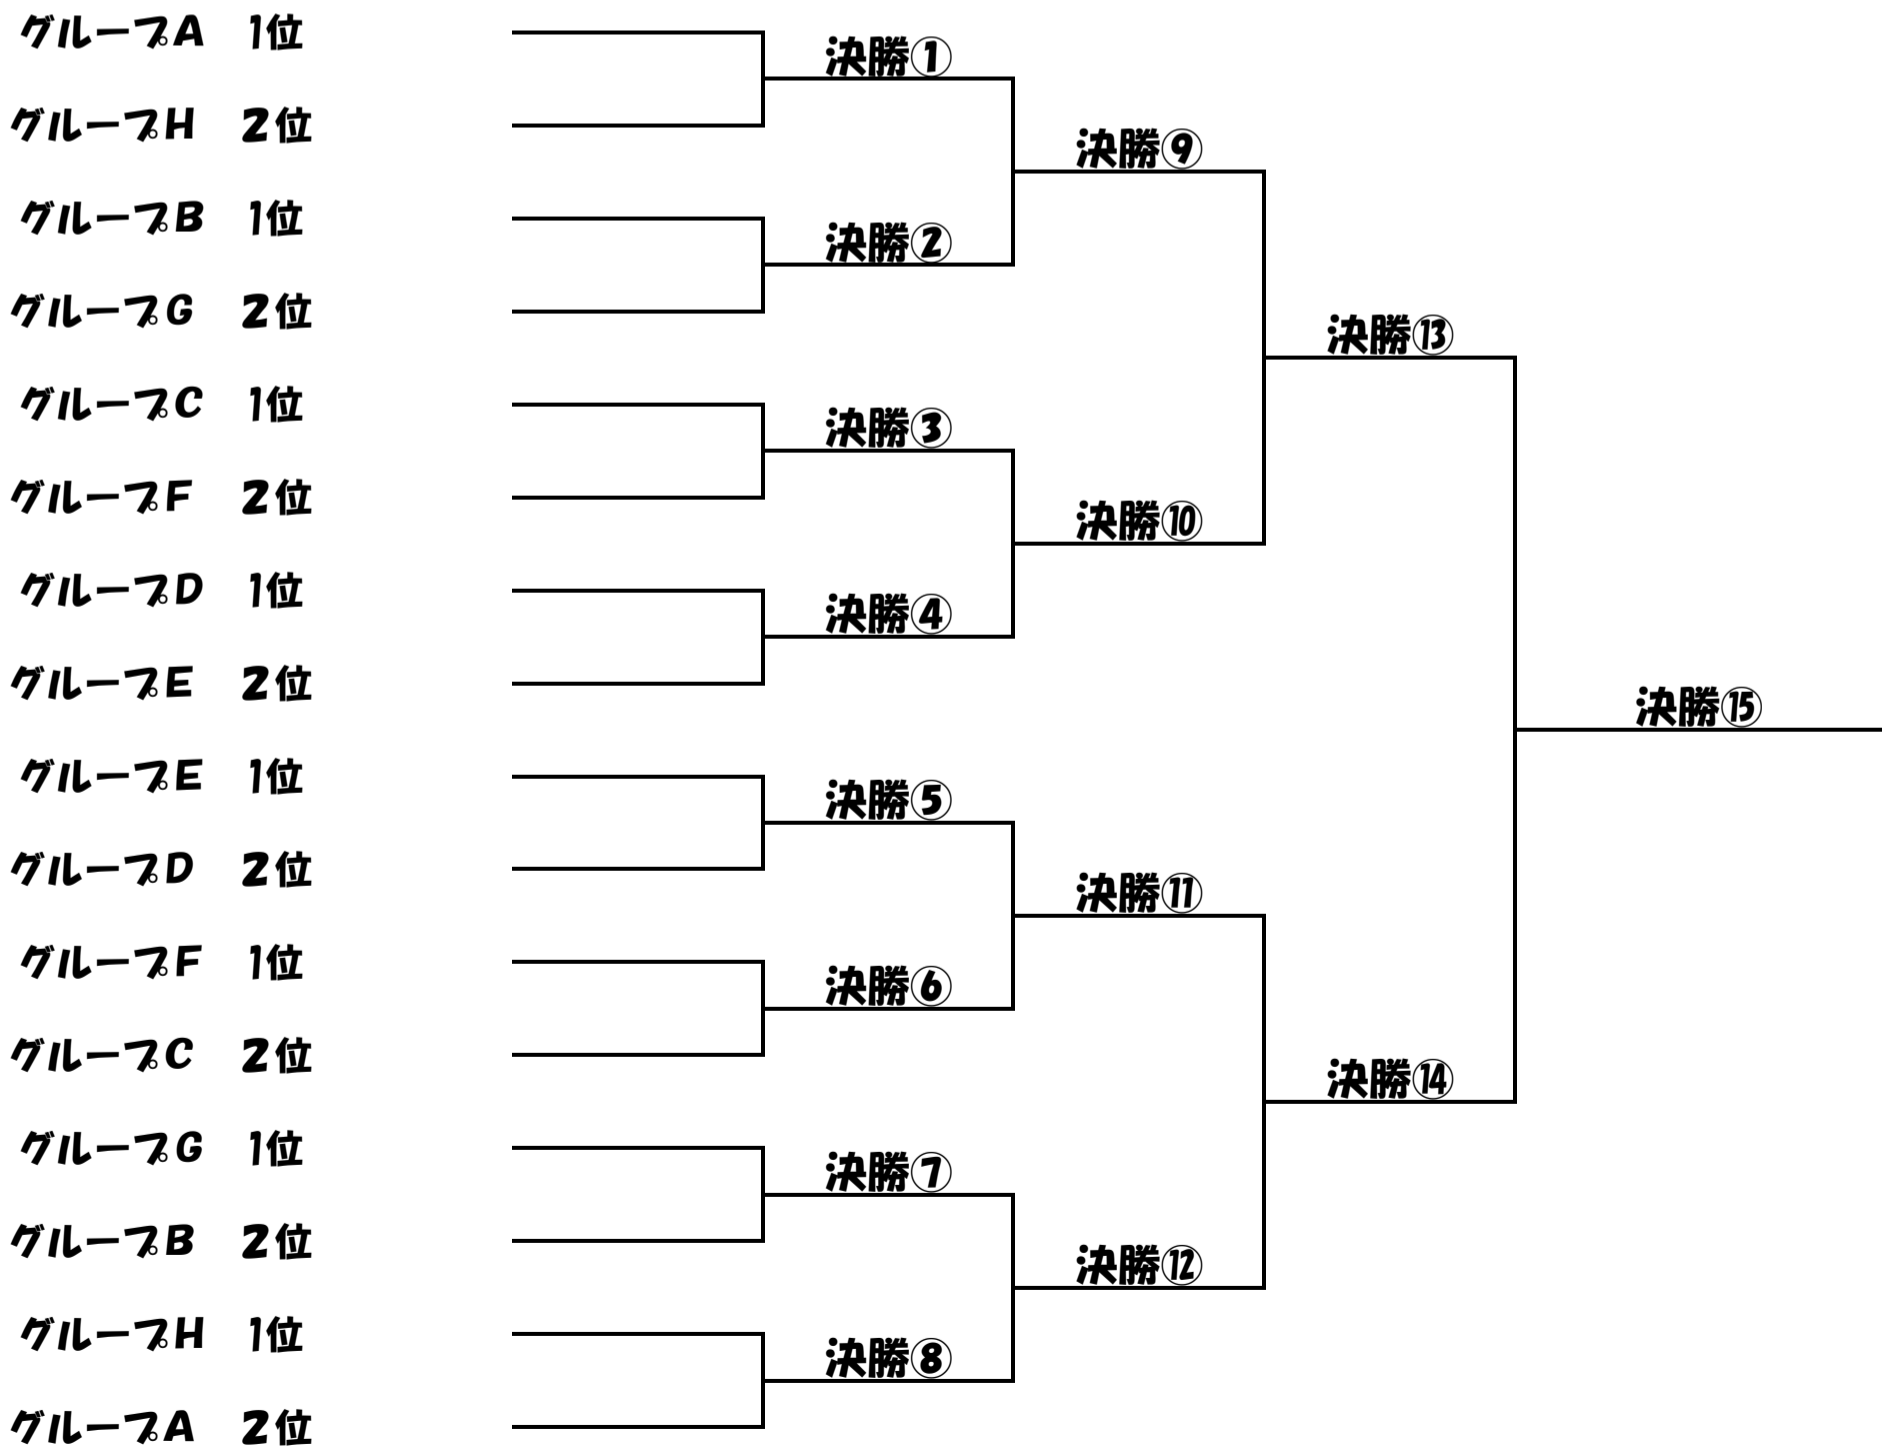 グループA　1位
決勝①
グループH　2位
決勝⑨
グループB　1位
決勝②
グループG　2位
決勝⑬
グループC　1位
決勝③
グループF　2位
決勝⑩
グループD　1位
決勝④
グループE　2位
決勝⑮
グループE　1位
決勝⑤
グループD　2位
決勝⑪
グループF　1位
決勝⑥
グループC　2位
決勝⑭
グループG　1位
決勝⑦
グループB　2位
決勝⑫
グループH　1位
決勝⑧
グループA　2位